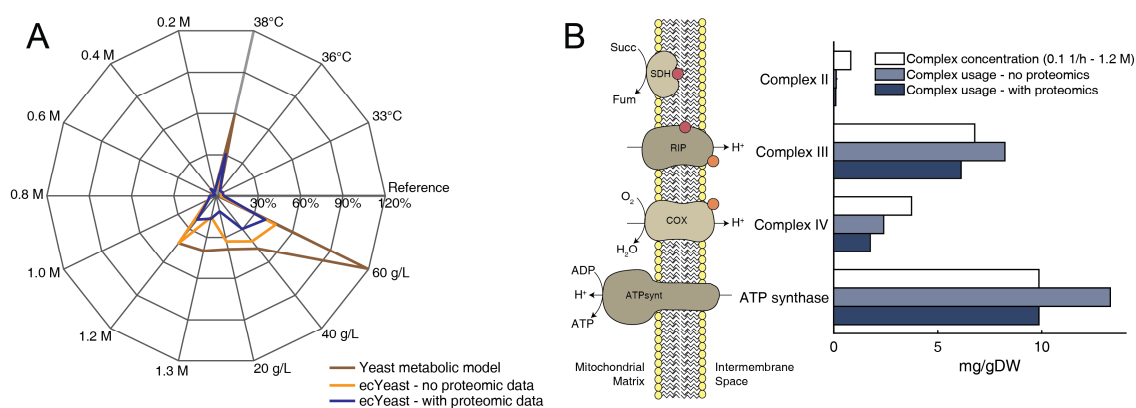 A
0.2 M
38°C
0.4 M
36°C
0.6 M
33°C
0.8 M
Reference
30%
60%
90%
120%
1.0 M
60 g/L
1.2 M
40 g/L
1.3 M
20 g/L
Yeast metabolic model
ecYeast - no proteomic data
ecYeast - with proteomic data
B
Succ
SDH
Fum
RIP
H⁺
O₂
COX
H⁺
H₂O
ADP
H⁺
ATPsynt
ATP
Mitochondrial
Matrix
Intermembrane
Space
Complex II
Complex III
Complex IV
ATP synthase
Complex concentration (0.1 1/h - 1.2 M)
Complex usage - no proteomics
Complex usage - with proteomics
0
5
10
mg/gDW